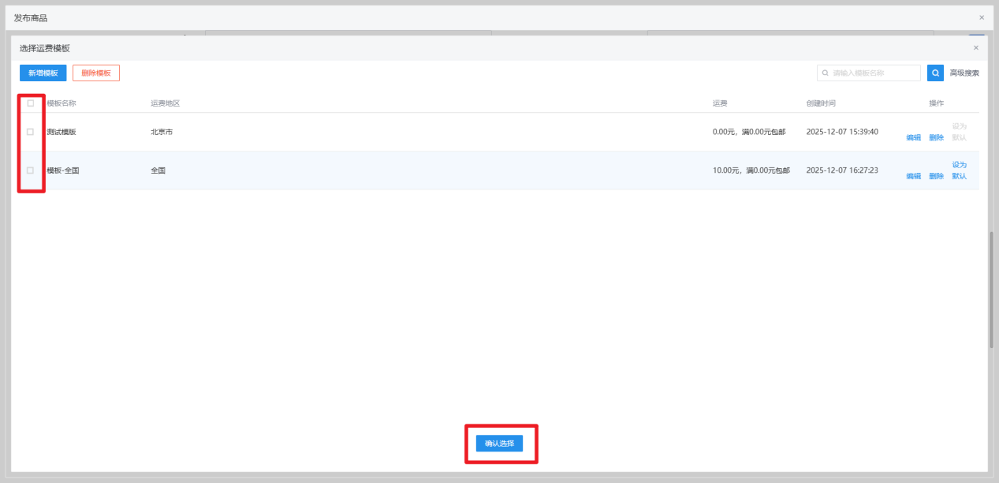 发布商品
选择运费模板
新增模板 删除模板 请输入模板名称 高级搜索
模板名称 运费地区 运费 创建时间 操作
测试模版 北京市 0.00元，满0.00元包邮 2025-12-07 15:39:40 编辑 删除 设为默认
模板-全国 全国 10.00元，满0.00元包邮 2025-12-07 16:27:23 编辑 删除 设为默认
确认选择